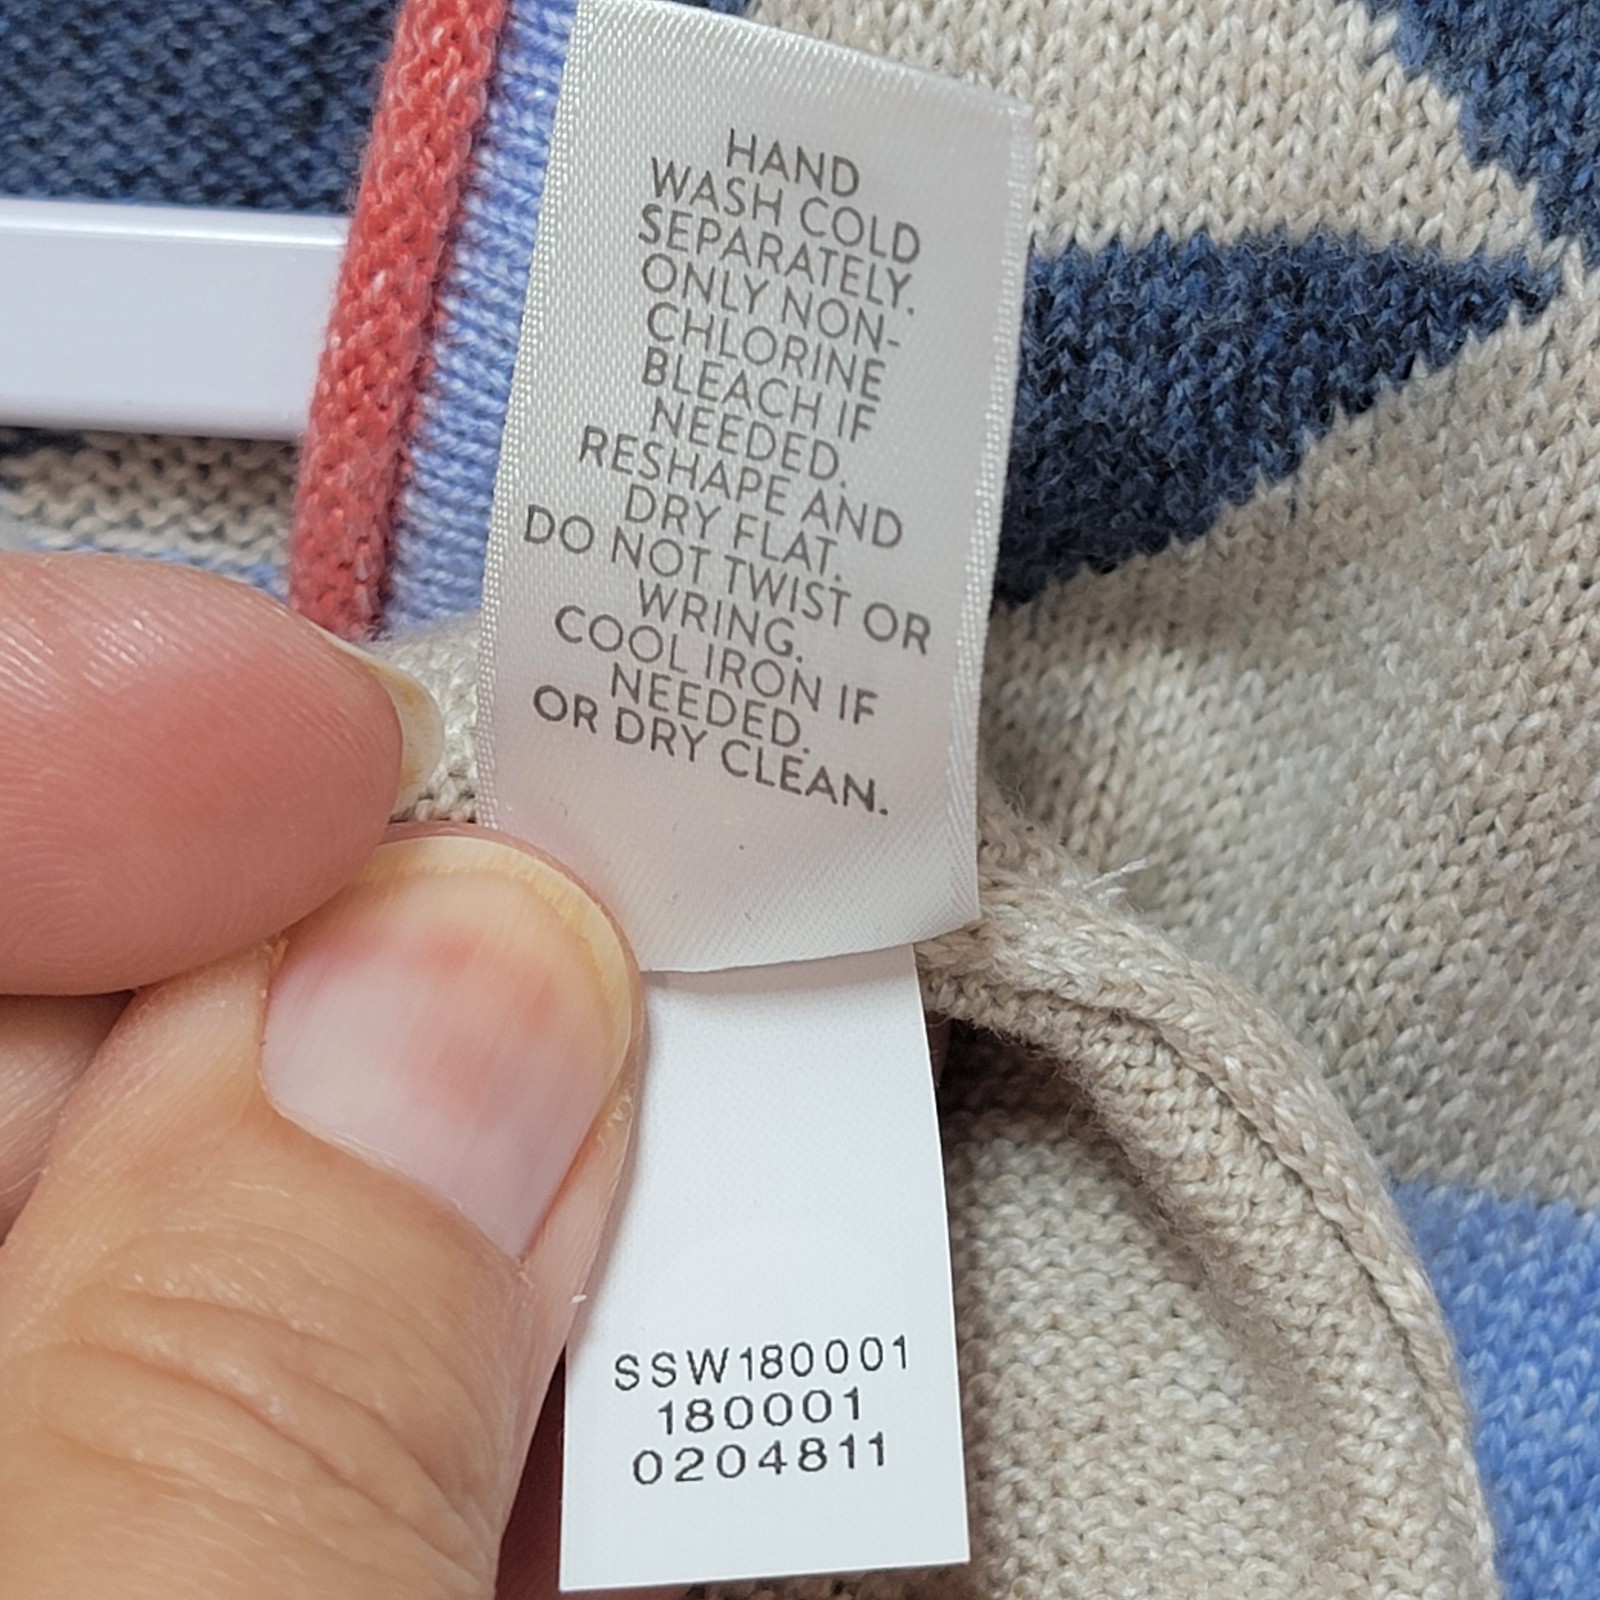 HAND
WASH COLD
SEPARATELY.
ONLY NON-
CHLORINE
BLEACH IF
NEEDED.
RESHAPE AND
DRY FLAT.
DO NOT TWIST OR
WRING.
COOL IRON IF
NEEDED.
OR DRY CLEAN.
SSW180001
180001
0204811